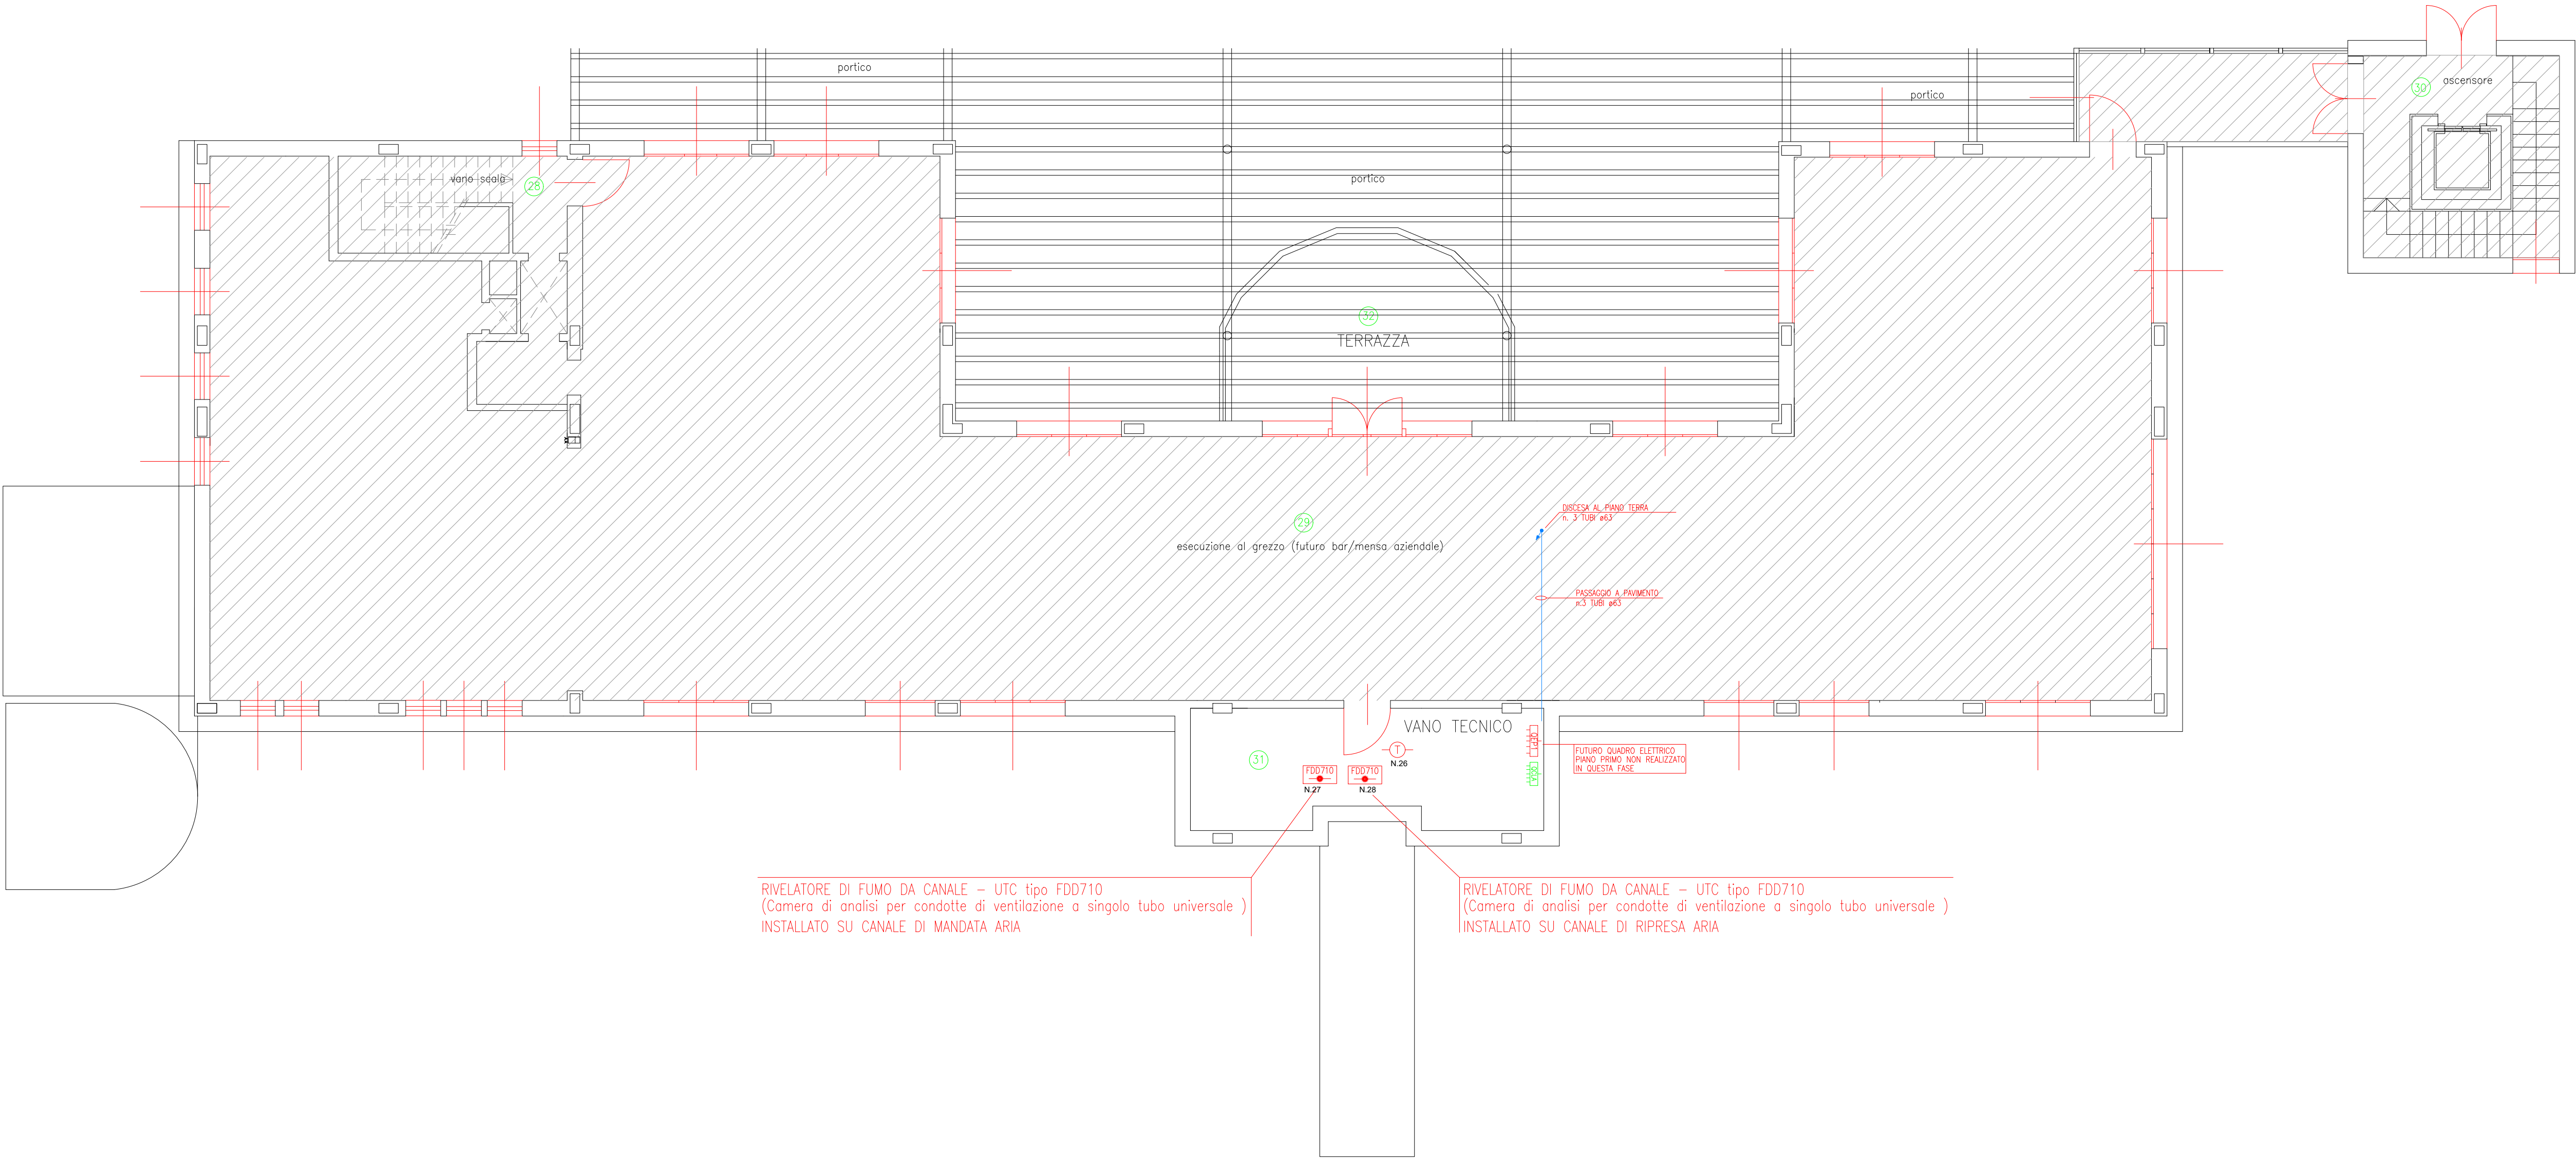 portico
portico
ascensore
30
vano scala
28
portico
32
TERRAZZA
DISCESA AL PIANO TERRA
n. 3 TUBI ø63
29
esecuzione al grezzo (futuro bar/mensa aziendale)
PASSAGGIO A PAVIMENTO
n.3 TUBI ø63
VANO TECNICO
QEP1
31
T
N.26
FUTURO QUADRO ELETTRICO
PIANO PRIMO NON REALIZZATO
IN QUESTA FASE
FDD710
FDD710
N.27
N.28
RIVELATORE DI FUMO DA CANALE - UTC tipo FDD710
(Camera di analisi per condotte di ventilazione a singolo tubo universale )
INSTALLATO SU CANALE DI MANDATA ARIA
RIVELATORE DI FUMO DA CANALE - UTC tipo FDD710
(Camera di analisi per condotte di ventilazione a singolo tubo universale )
INSTALLATO SU CANALE DI RIPRESA ARIA